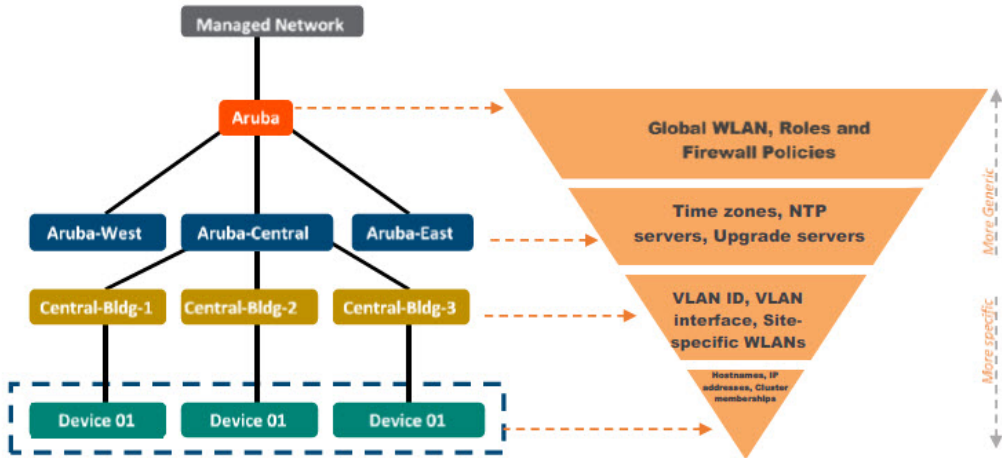 Managed Network
Aruba
Global WLAN, Roles and
Firewall Policies
More Generic
Aruba-West
Aruba-Central
Aruba-East
Time zones, NTP
servers, Upgrade servers
Central-Bldg-1
Central-Bldg-2
Central-Bldg-3
VLAN ID, VLAN
interface, Site-
specific WLANs
More specific
Hostnames, IP
addresses, Cluster
memberships
Device 01
Device 01
Device 01